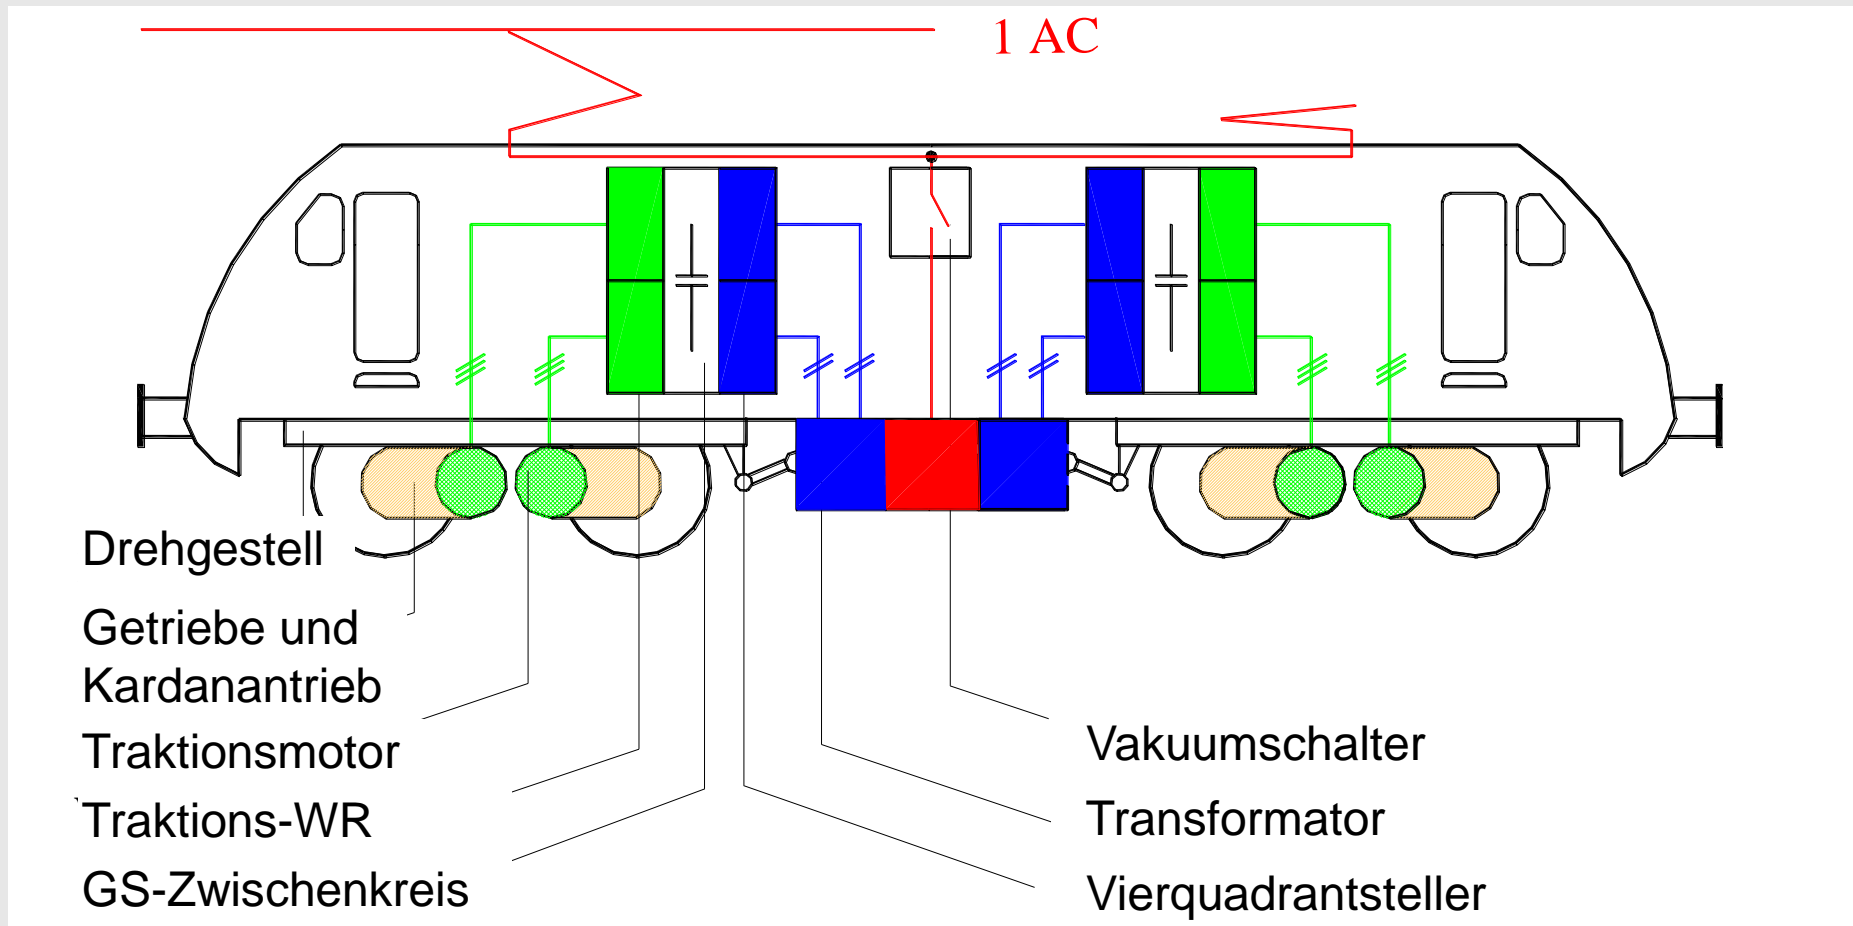 1 AC
Drehgestell
Getriebe und
Kardanantrieb
Traktionsmotor
Traktions-WR
GS-Zwischenkreis
Vakuumschalter
Transformator
Vierquadrantsteller